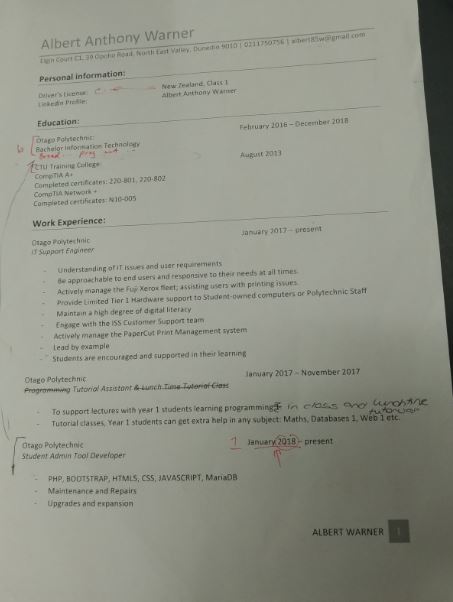 Albert Anthony Warner
Elgin Court C1, 39 Opoho Road, North East Valley, Dunedin 9010 | 0211750756 | albert85w@gmail.com
Personal Information:
Driver's License: New Zealand, Class 1
LinkedIn Profile: Albert Anthony Warner
Education:
Otago Polytechnic: February 2016 – December 2018
Bachelor Information Technology
CTU Training College: August 2013
CompTIA A+
Completed certificates: 220-801, 220-802
CompTIA Network +
Completed certificates: N10-005
Work Experience:
Otago Polytechnic January 2017 – present
IT Support Engineer
- Understanding of IT issues and user requirements
- Be approachable to end users and responsive to their needs at all times.
- Actively manage the Fuji Xerox fleet; assisting users with printing issues.
- Provide Limited Tier 1 Hardware support to Student-owned computers or Polytechnic Staff
- Maintain a high degree of digital literacy
- Engage with the ISS Customer Support team
- Actively manage the PaperCut Print Management system
- Lead by example
- Students are encouraged and supported in their learning
Otago Polytechnic January 2017 – November 2017
Programming Tutorial Assistant & Lunch Time Tutorial Class
- To support lectures with year 1 students learning programming in class and lunchtime
tutorials
- Tutorial classes, Year 1 students can get extra help in any subject: Maths, Databases 1, Web 1 etc.
Otago Polytechnic January 2018 – present
Student Admin Tool Developer
- PHP, BOOTSTRAP, HTML5, CSS, JAVASCRIPT, MariaDB
- Maintenance and Repairs
- Upgrades and expansion
ALBERT WARNER 1